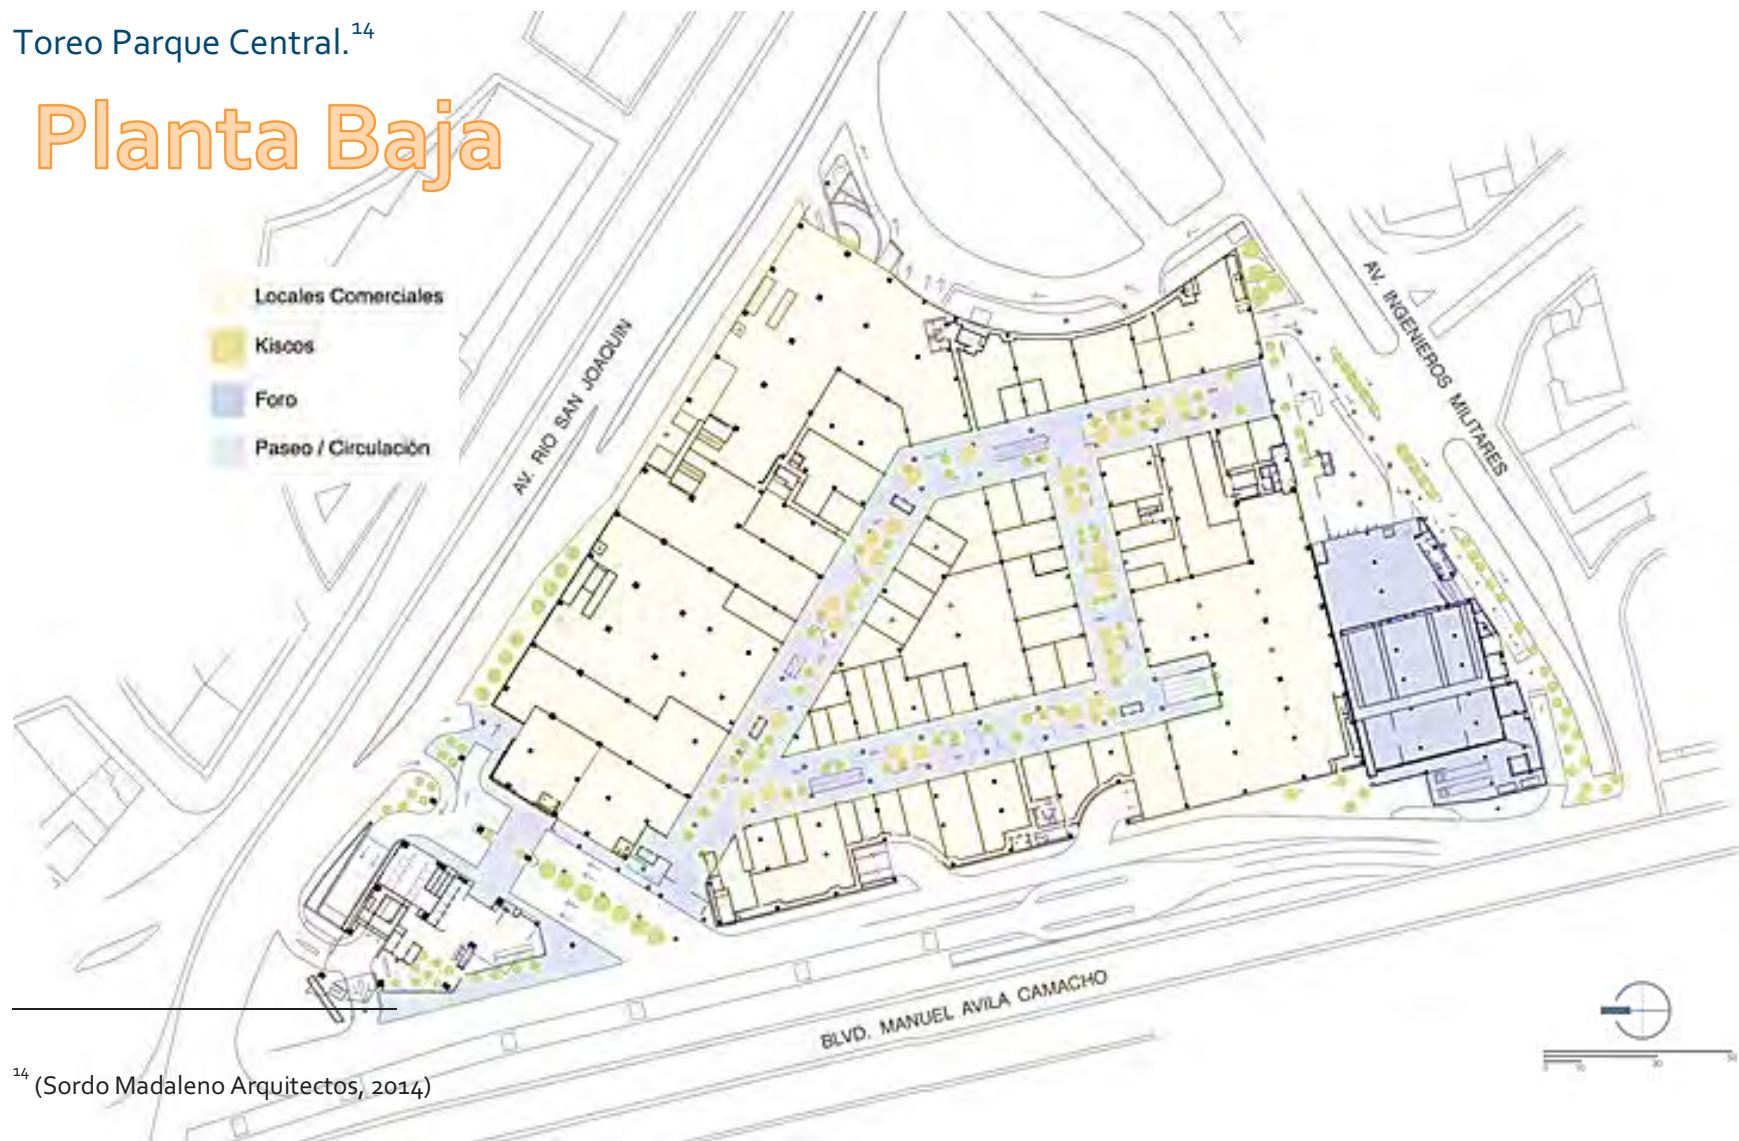 Toreo Parque Central.14
Planta Baja
Locales Comerciales
Kiscos
Foro
Paseo / Circulación
AV. RIO SAN JOAQUIN
AV. INGENIEROS MILITARES
BLVD. MANUEL AVILA CAMACHO
14 (Sordo Madaleno Arquitectos, 2014)